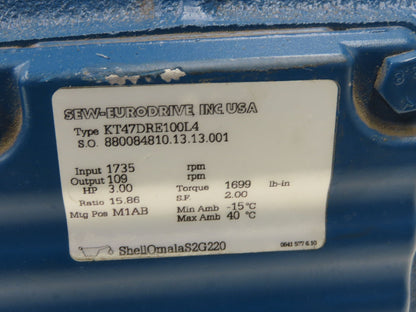 SEW-EURODRIVE, INC USA
Type KT47DRE100L4
S.O. 880084810.13.13.001
Input 1735 rpm
Output 109 rpm
HP 3.00 Torque 1699 lb-in
Ratio 15.86 S.F. 2.00
Mtg Pos M1AB Min Amb -15 °C
Max Amb 40 °C
ShellOmalaS2G220